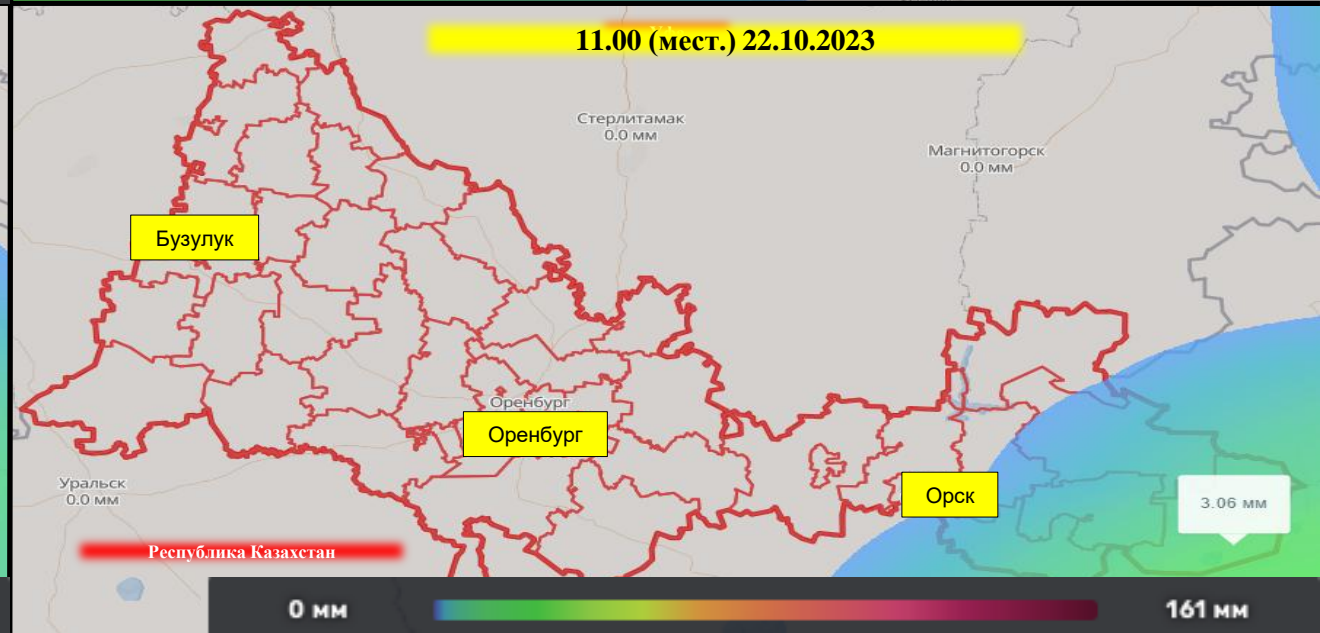 11.00 (мест.) 22.10.2023
Стерлитамак
0.0 мм
Магнитогорск
0.0 мм
Бузулук
Оренбург
Оренбург
Орск
Уральск
0.0 мм
3.06 мм
Республика Казахстан
0 мм
161 мм